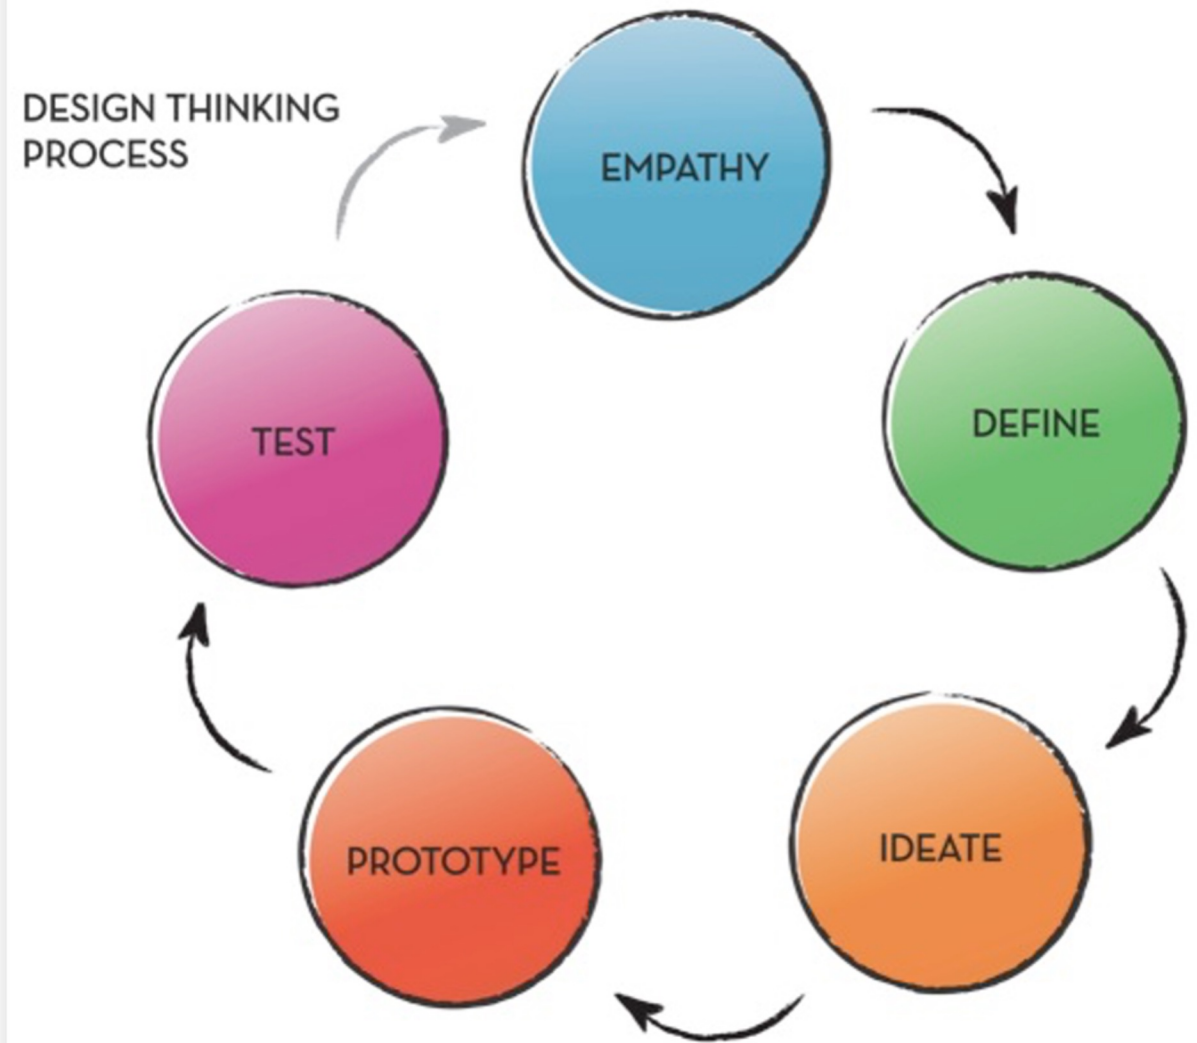 DESIGN THINKING
PROCESS
EMPATHY
DEFINE
IDEATE
PROTOTYPE
TEST